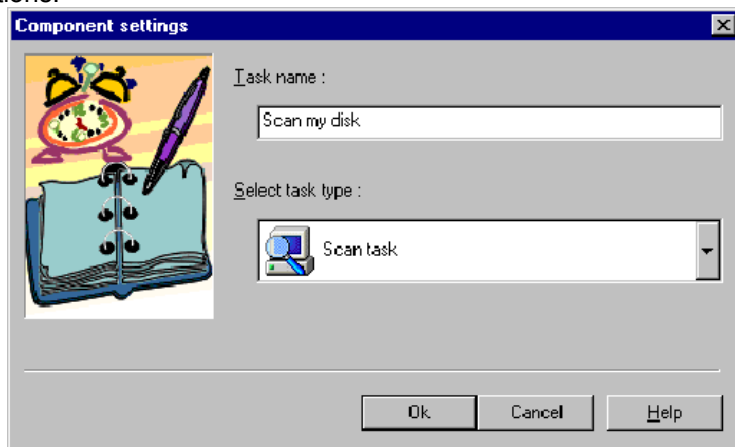 Component settings
Task name :
Scan my disk
Select task type :
Scan task
Ok
Cancel
Help